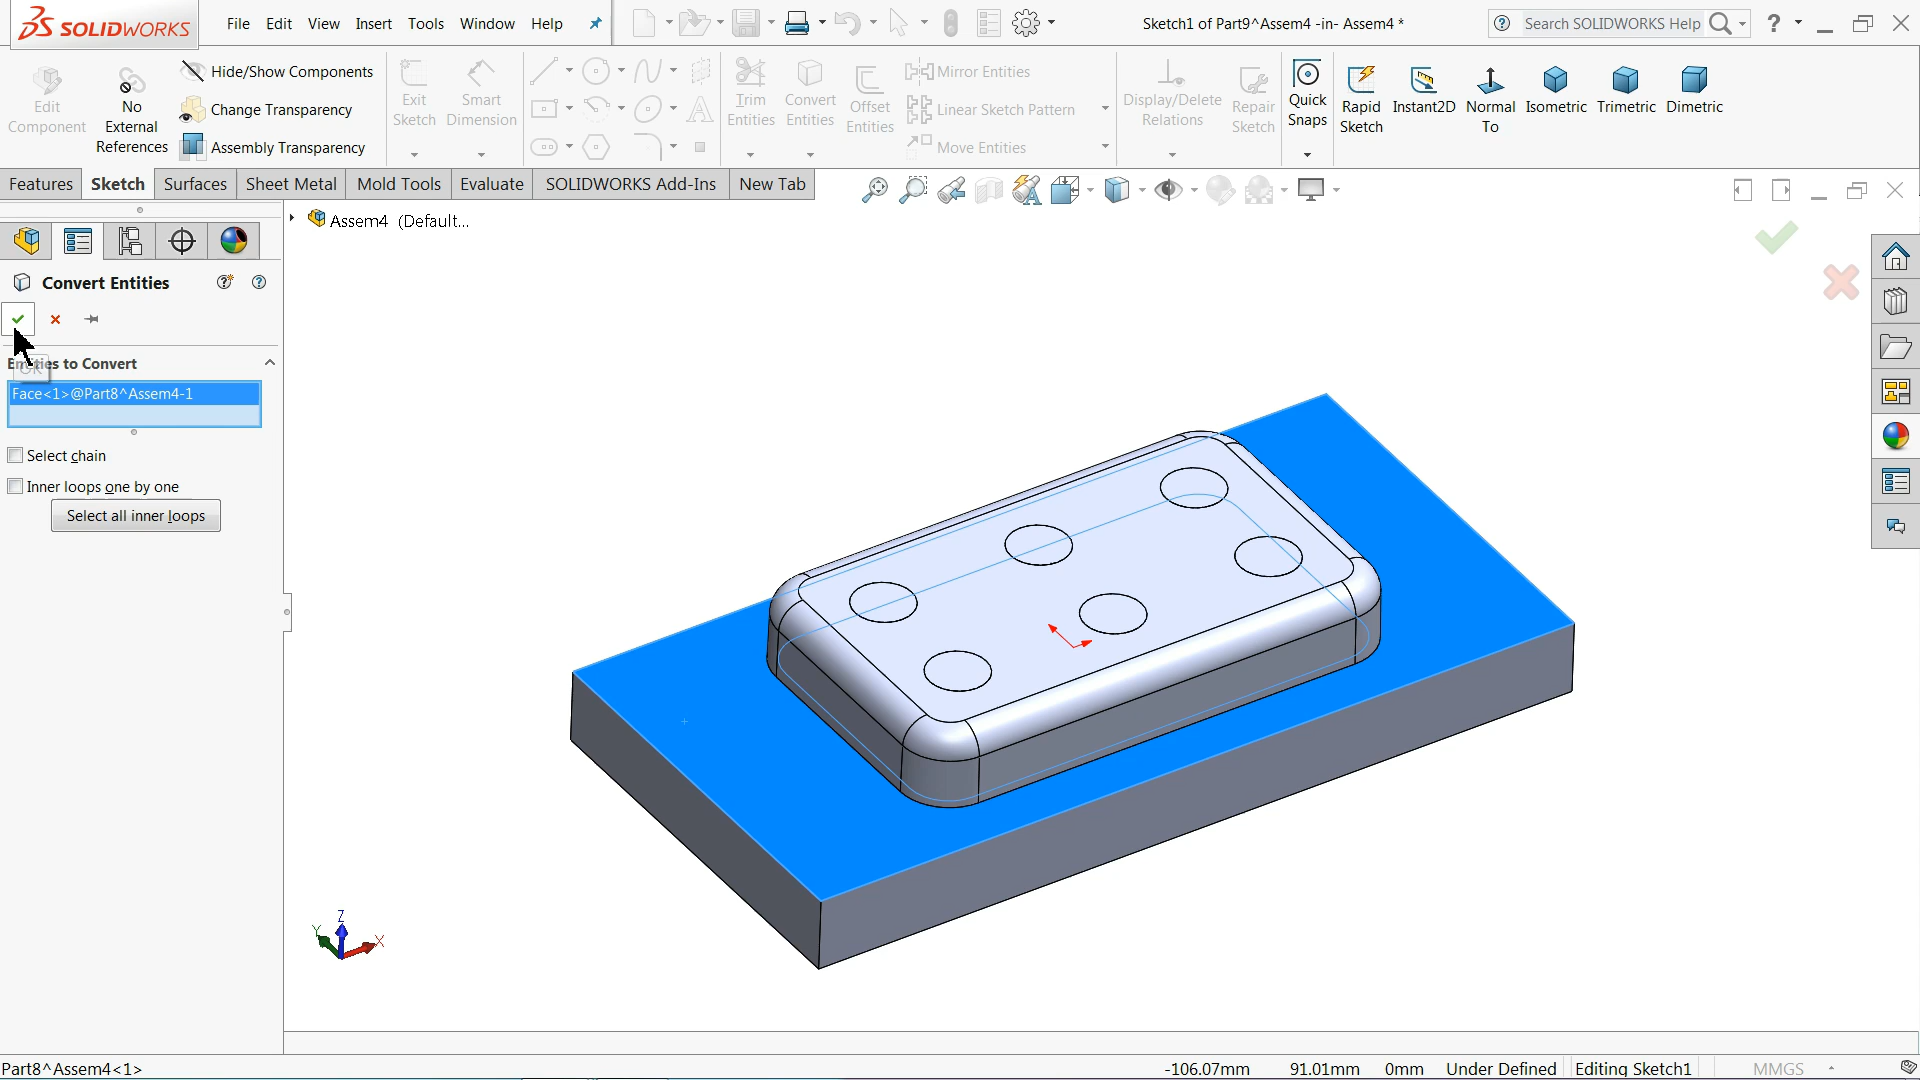 SOLIDWORKS
File Edit View Insert Tools Window Help
Sketch1 of Part9^Assem4 -in- Assem4 *
Search SOLIDWORKS Help
Edit Component
No External References
Hide/Show Components
Change Transparency
Assembly Transparency
Exit Sketch
Smart Dimension
Trim Entities
Convert Entities
Offset Entities
Mirror Entities
Linear Sketch Pattern
Move Entities
Display/Delete Relations
Repair Sketch
Quick Snaps
Rapid Sketch
Instant2D
Normal To
Isometric
Trimetric
Dimetric
Features Sketch Surfaces Sheet Metal Mold Tools Evaluate SOLIDWORKS Add-Ins New Tab
Assem4 (Default...
Convert Entities
Entities to Convert
OK
Face<1>@Part8^Assem4-1
Select chain
Inner loops one by one
Select all inner loops
Z
Y
X
Part8^Assem4<1>
-106.07mm 91.01mm 0mm Under Defined Editing Sketch1 MMGS